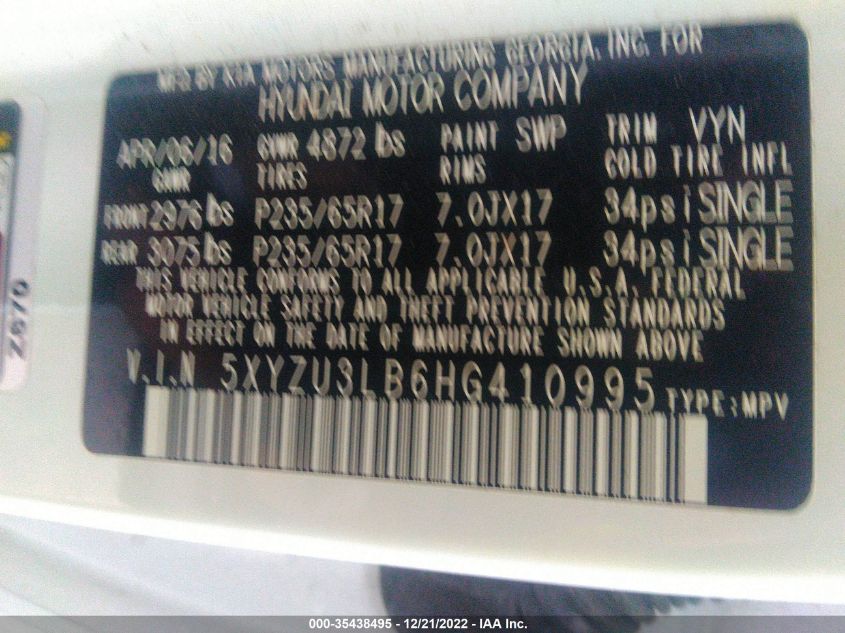 MFG BY KIA MOTORS MANUFACTURING GEORGIA, INC. FOR
HYUNDAI MOTOR COMPANY
APR/06/16 GVWR 4872 lbs PAINT SWP TRIM VYN
GAWR TIRES RIMS COLD TIRE INFL
FRONT 2976 lbs P235/65R17 7.0JX17 34psi SINGLE
REAR 3075 lbs P235/65R17 7.0JX17 34psi SINGLE
THIS VEHICLE CONFORMS TO ALL APPLICABLE U.S.A. FEDERAL
MOTOR VEHICLE SAFETY AND THEFT PREVENTION STANDARDS
IN EFFECT ON THE DATE OF MANUFACTURE SHOWN ABOVE
V.I.N 5XYZU3LB6HG410995 TYPE:MPV
Z670
000-35438495 - 12/21/2022 - IAA Inc.